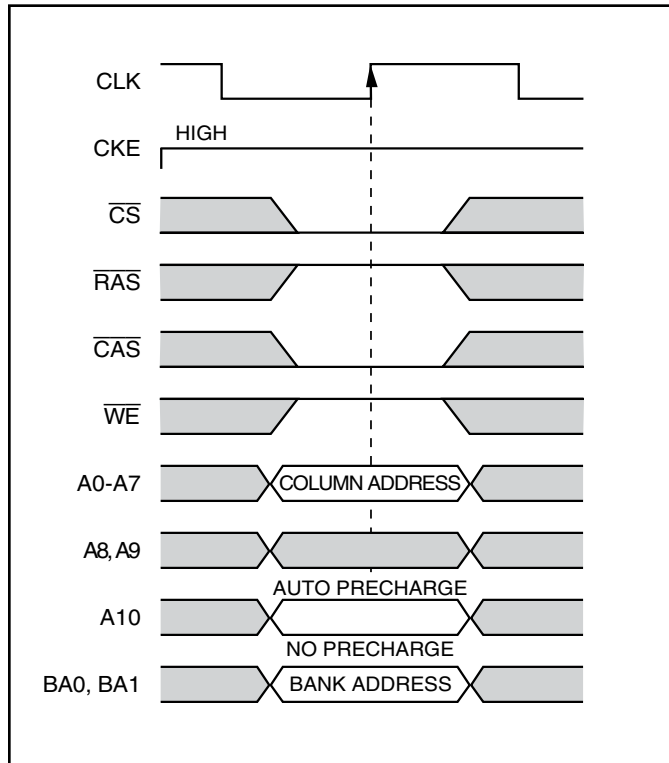 CLK
CKE HIGH
CS
RAS
CAS
WE
A0-A7 COLUMN ADDRESS
A8, A9
AUTO PRECHARGE
A10
NO PRECHARGE
BA0, BA1 BANK ADDRESS